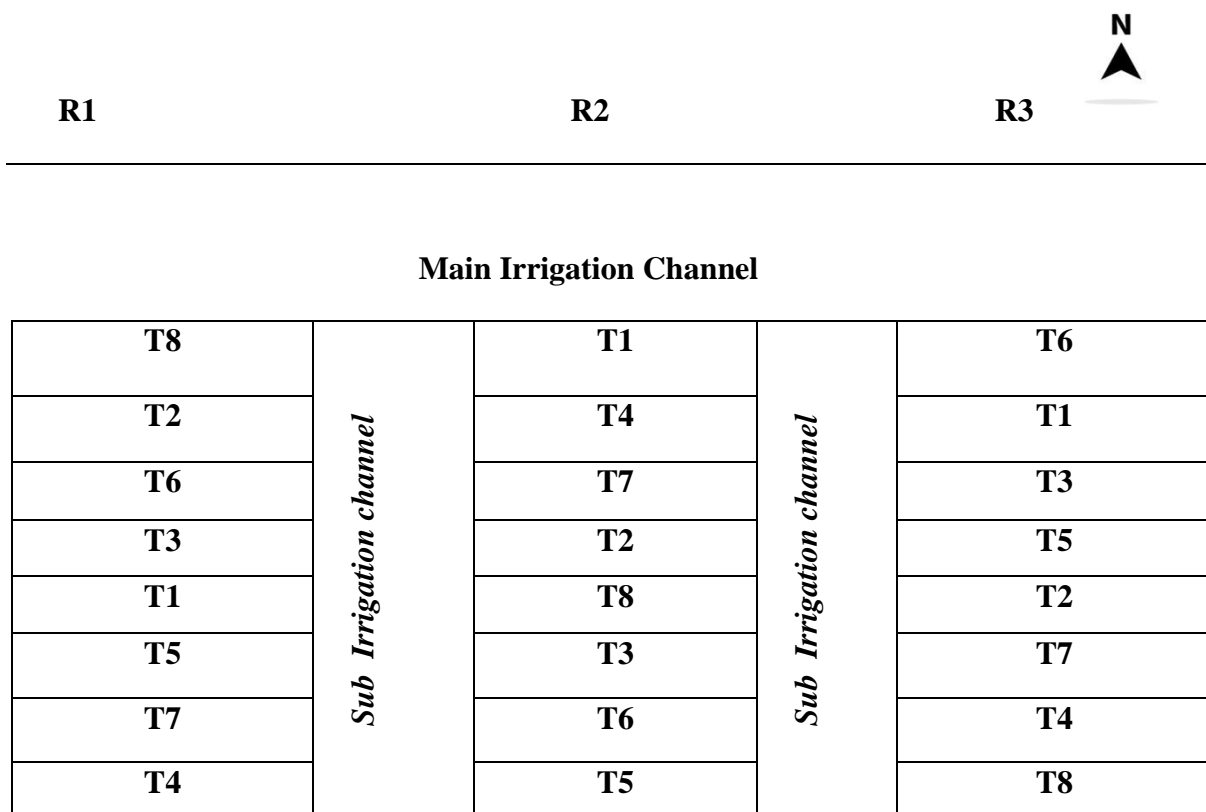 N
R1 R2 R3
Main Irrigation Channel
T8 T1 T6
T2 T4 T1
T6 T7 T3
T3 T2 T5
T1 T8 T2
T5 T3 T7
T7 T6 T4
T4 T5 T8
Sub Irrigation channel
Sub Irrigation channel